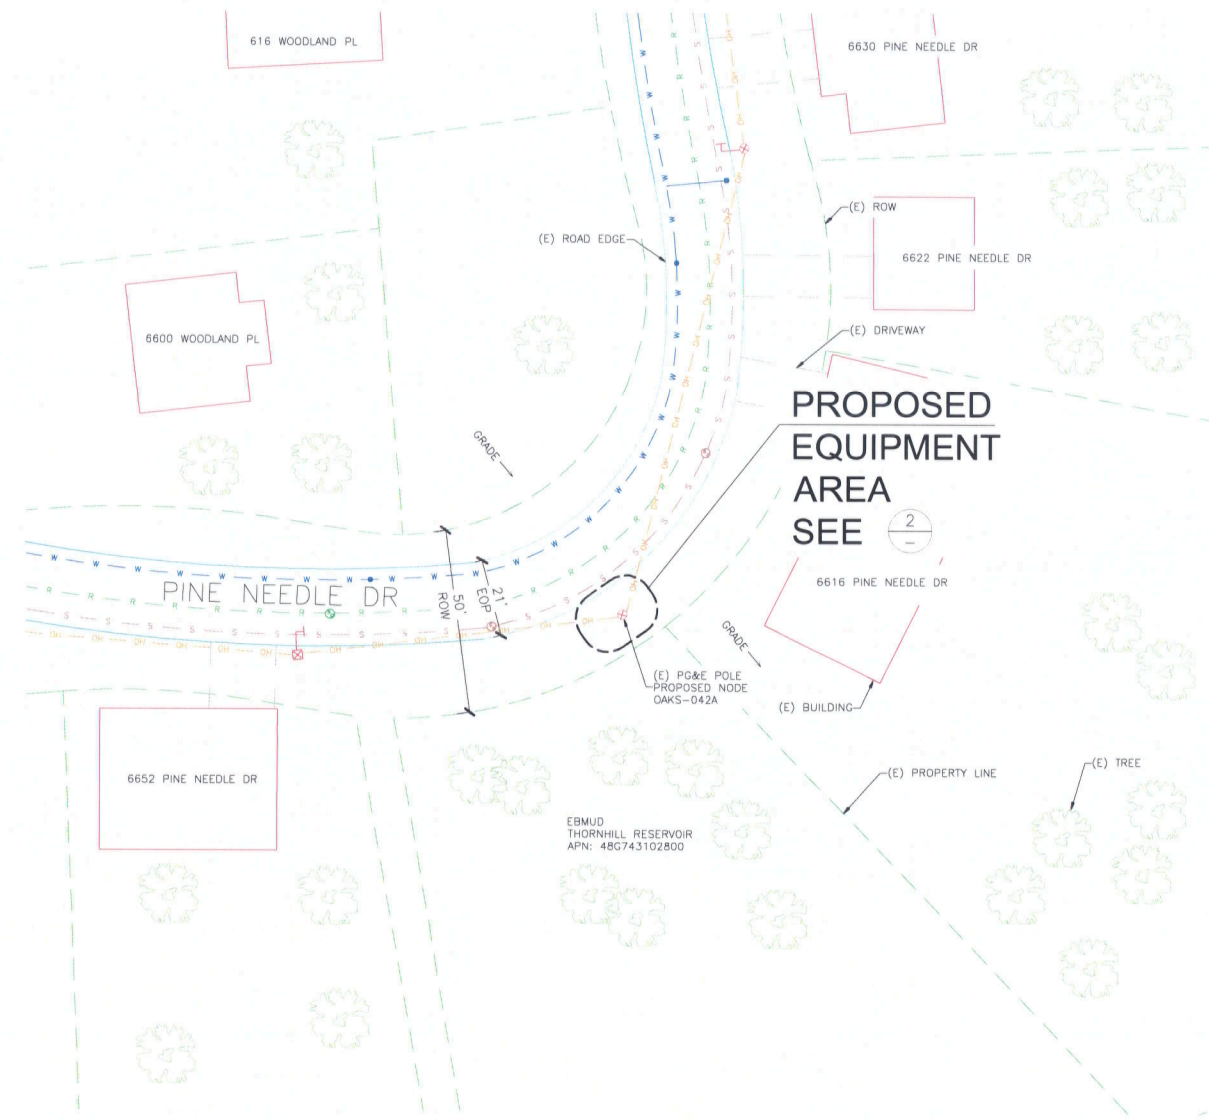 616 WOODLAND PL
6630 PINE NEEDLE DR
(E) ROW
(E) ROAD EDGE
6622 PINE NEEDLE DR
6600 WOODLAND PL
(E) DRIVEWAY
PROPOSED
EQUIPMENT
AREA
SEE
2
–
GRADE
PINE NEEDLE DR
21'
EOP
50'
ROW
6616 PINE NEEDLE DR
GRADE
(E) PG&E POLE
PROPOSED NODE
OAKS-042A
(E) BUILDING
6652 PINE NEEDLE DR
(E) PROPERTY LINE
(E) TREE
EBMUD
THORNHILL RESERVOIR
APN: 48G743102800